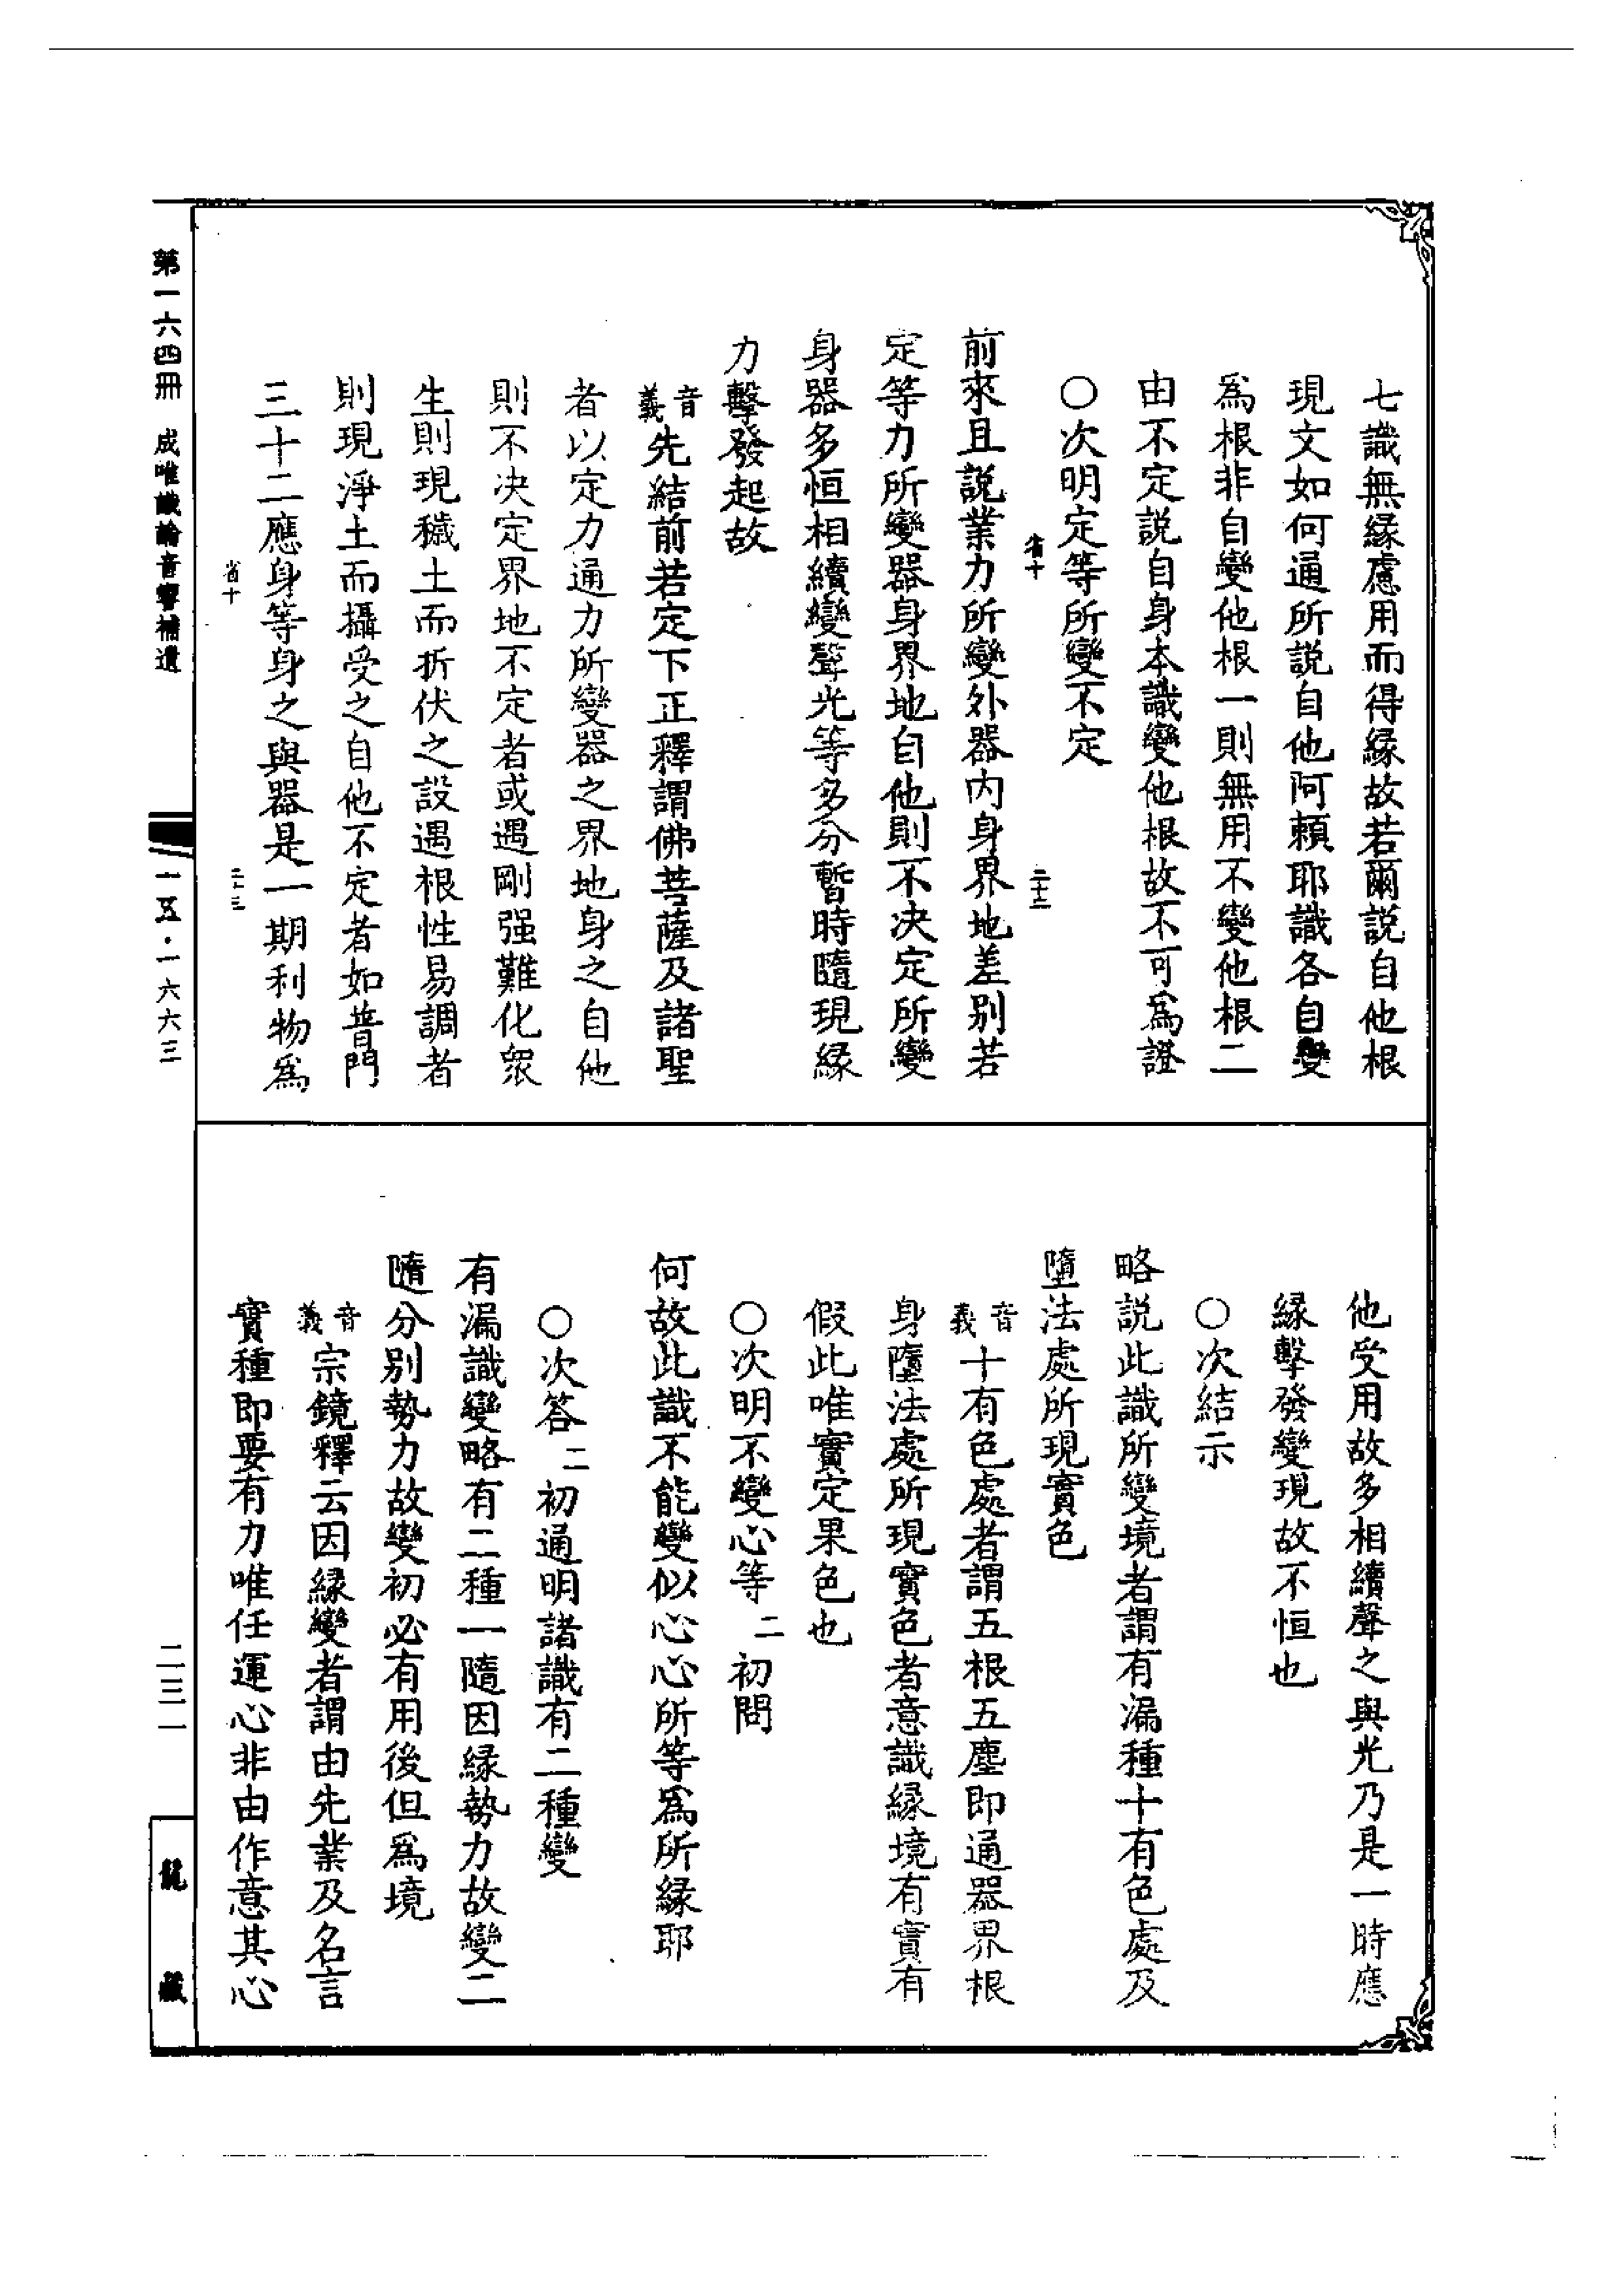 七識無緣慮用而得緣故若爾說自他根
現文如何通所說自他阿賴耶識各自變
為根非自變他根一則無用不變他根二
由不定說自身本識變他根故不可為證
○次明定等所變不定
省十
二十三
前來且說業力所變外器內身界地差別若
定等力所變器身界地自他則不決定所變
身器多恒相續變聲光等多分暫時隨現緣
力擊發起故
音義先結前若定下正釋謂佛菩薩及諸聖
者以定力通力所變器之界地身之自他
則不決定界地不定者或遇剛强難化衆
生則現穢土而折伏之設遇根性易調者
則現淨土而攝受之自他不定者如普門
三十二應身等身之與器是一期利物為
省十
二十三
他受用故多相續聲之與光乃是一時應
緣擊發變現故不恒也
○次結示
略說此識所變境者謂有漏種十有色處及
墮法處所現實色
音義十有色處者謂五根五塵即通器界根
身墮法處所現實色者意識緣境有實有
假此唯實定果色也
○次明不變心等二初問
何故此識不能變似心心所等為所緣耶
○次答二初通明諸識有二種變
有漏識變略有二種一隨因緣勢力故變二
隨分別勢力故變初必有用後但為境
音義宗鏡釋云因緣變者謂由先業及名言
實種即要有力唯任運心非由作意其心
第一六四冊 成唯識論音響補遺
一五·一六六三
二三一
龍藏